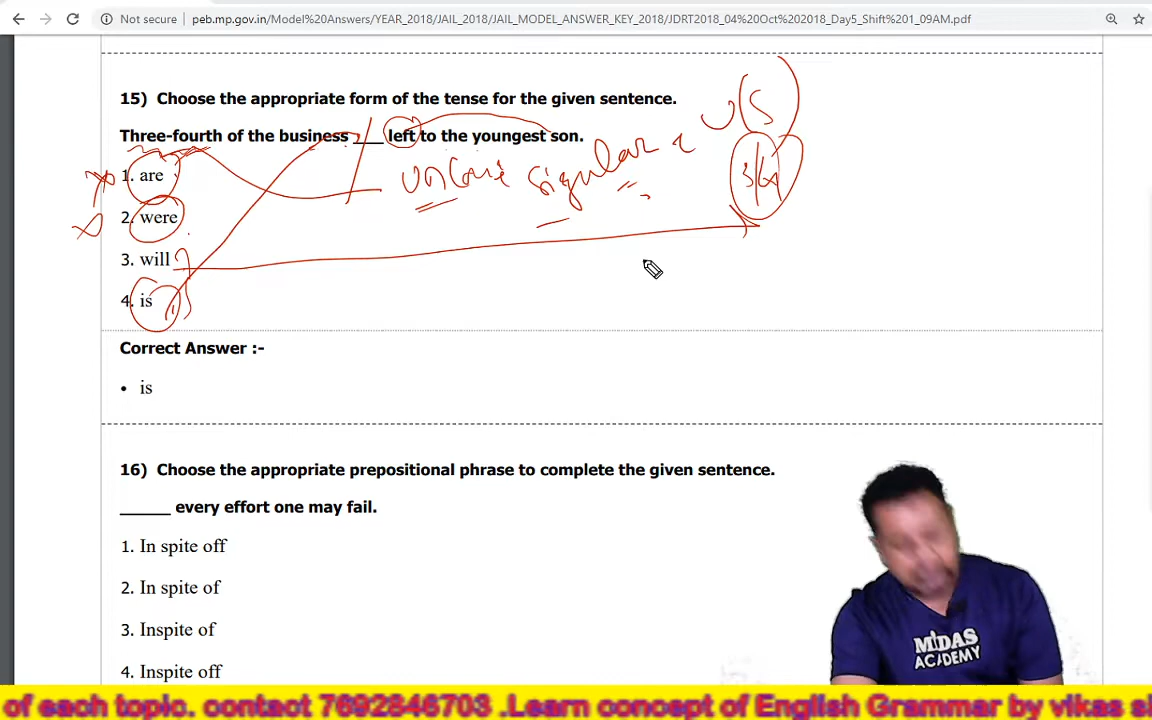 Not secure | peb.mp.gov.in/Model%20Answers/YEAR_2018/JAIL_2018/JAIL_MODEL_ANSWER_KEY_2018/JDRT2018_04%20Oct%202018_Day5_Shift%201_09AM.pdf
15) Choose the appropriate form of the tense for the given sentence.
Three-fourth of the business ___ left to the youngest son.
1. are
2. were
3. will
4. is
Correct Answer :-
• is
16) Choose the appropriate prepositional phrase to complete the given sentence.
_____ every effort one may fail.
1. In spite off
2. In spite of
3. Inspite of
4. Inspite off
MIDAS
ACADEMY
of each topic. contact 7692846703 .Learn concept of English Grammar by vikas si